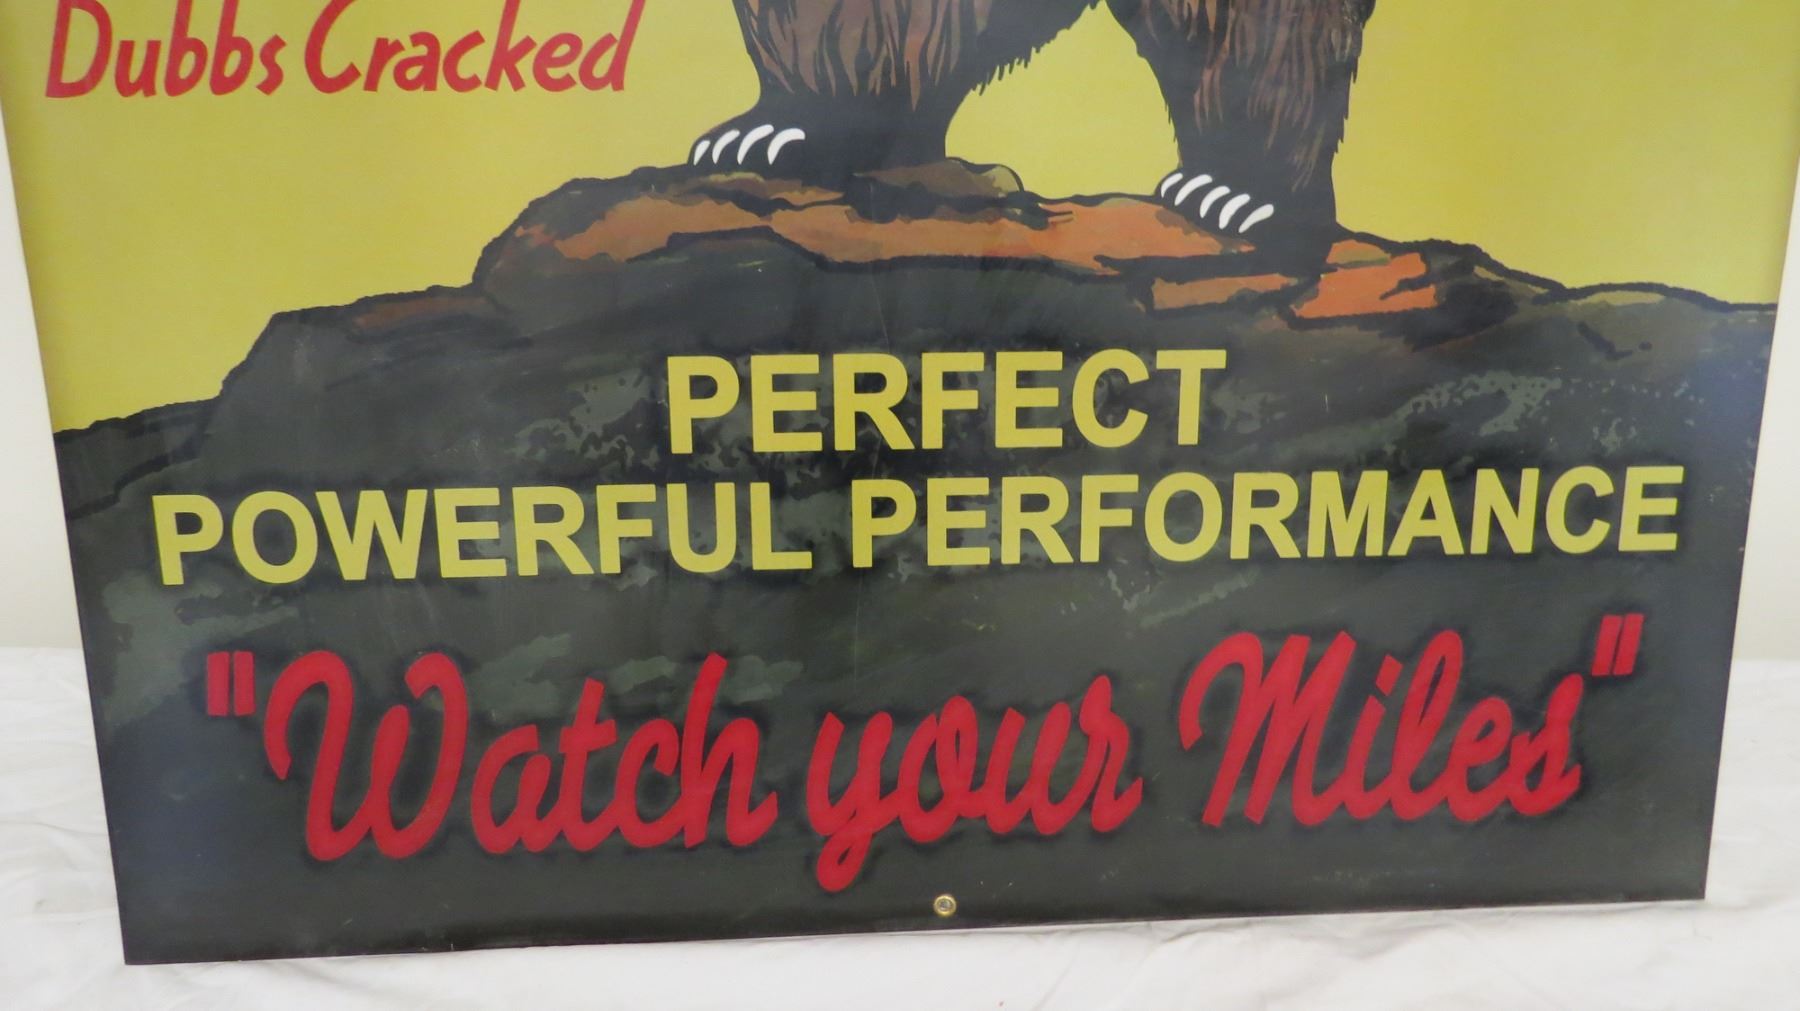 Dubbs Cracked
PERFECT
POWERFUL PERFORMANCE
"Watch your Miles"